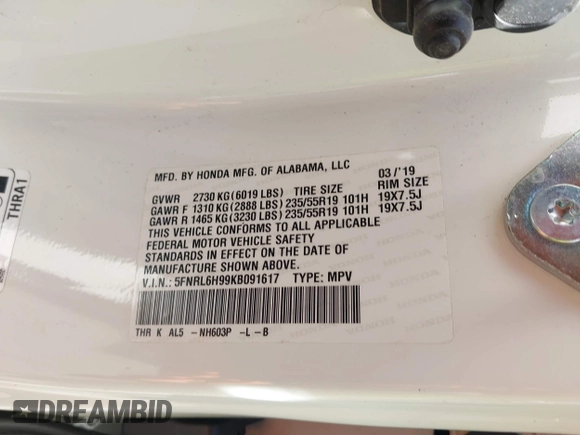 MFD. BY HONDA MFG. OF ALABAMA, LLC 03/'19
GVWR 2730 KG(6019 LBS) TIRE SIZE RIM SIZE
GAWR F 1310 KG(2888 LBS)235/55R19 101H 19X7.5J
GAWR R 1465 KG(3230 LBS)235/55R19 101H 19X7.5J
THIS VEHICLE CONFORMS TO ALL APPLICABLE
FEDERAL MOTOR VEHICLE SAFETY
STANDARDS IN EFFECT ON THE DATE OF
MANUFACTURE SHOWN ABOVE.
V.I.N.: 5FNRL6H99KB091617 TYPE: MPV
THR K AL5 -NH603P -L -B
THRA1
DREAMBID